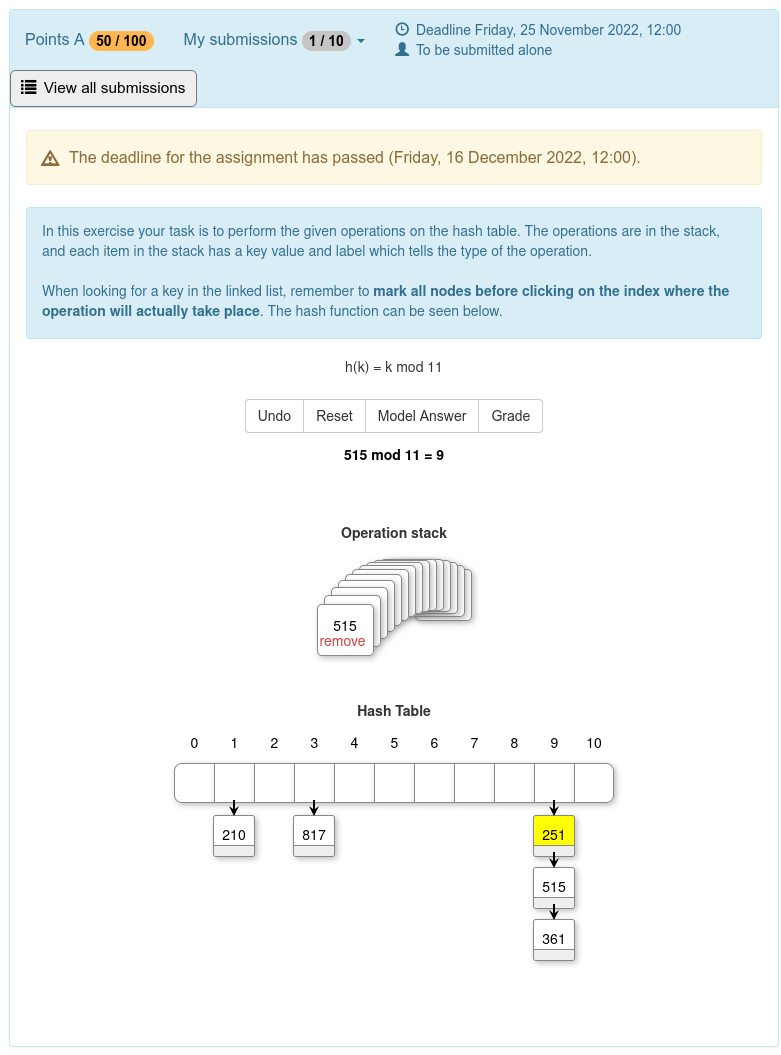 Points A 50 / 100 My submissions 1 / 10 Deadline Friday, 25 November 2022, 12:00
To be submitted alone
View all submissions
The deadline for the assignment has passed (Friday, 16 December 2022, 12:00).
In this exercise your task is to perform the given operations on the hash table. The operations are in the stack,
and each item in the stack has a key value and label which tells the type of the operation.
When looking for a key in the linked list, remember to mark all nodes before clicking on the index where the
operation will actually take place. The hash function can be seen below.
h(k) = k mod 11
Undo Reset Model Answer Grade
515 mod 11 = 9
Operation stack
515
remove
Hash Table
0 1 2 3 4 5 6 7 8 9 10
210 817 251
515
361